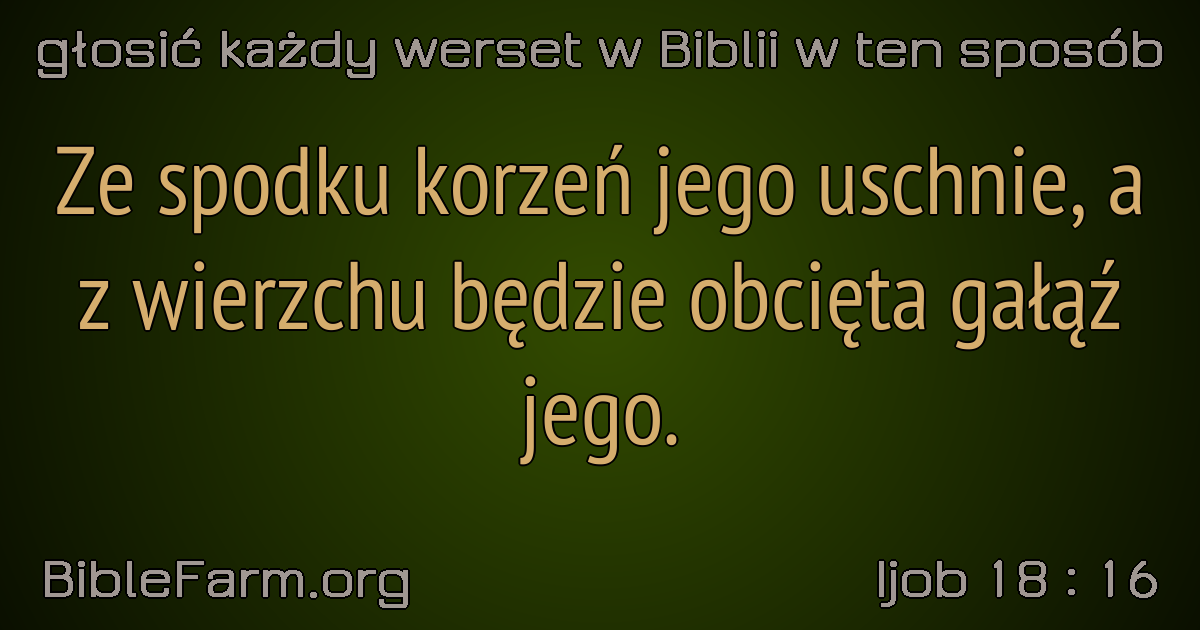 głosić każdy werset w Biblii w ten sposób
Ze spodku korzeń jego uschnie, a
z wierzchu będzie obcięta gałąź
jego.
BibleFarm.org
Ijob 18 : 16